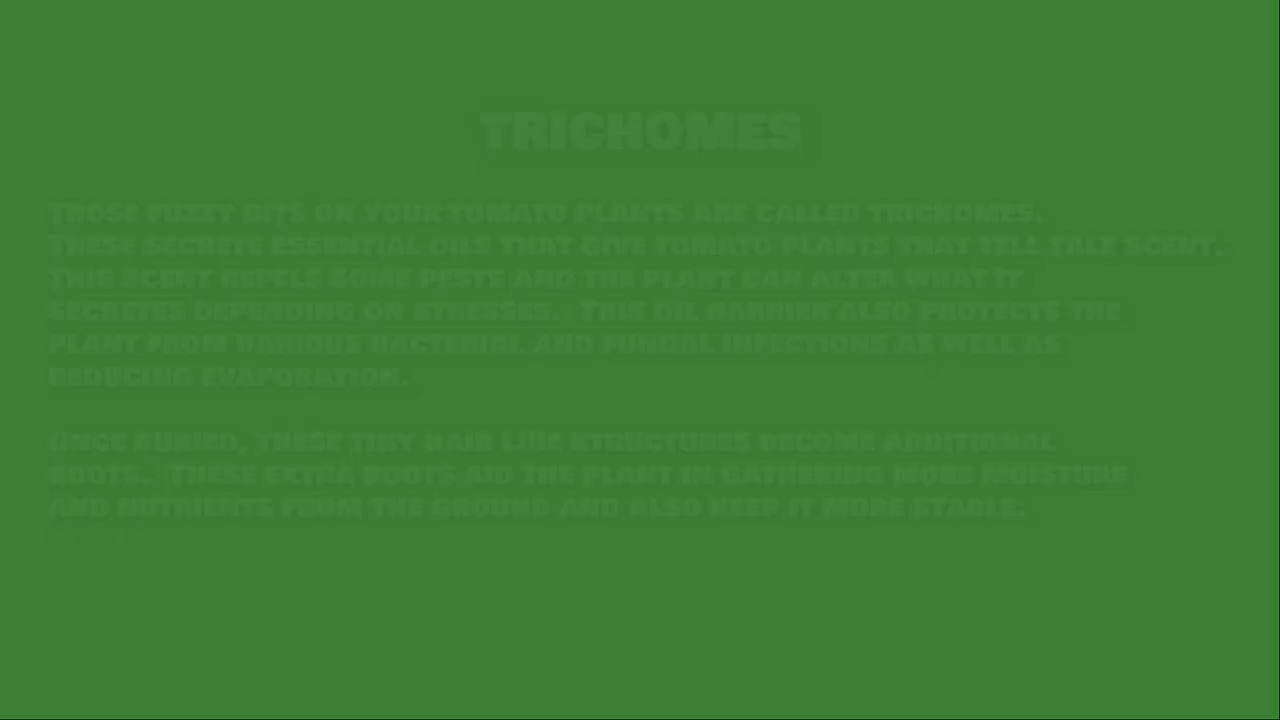 TRICHOMES
THOSE FUZZY BITS ON YOUR TOMATO PLANTS ARE CALLED TRICHOMES.
THESE SECRETE ESSENTIAL OILS THAT GIVE TOMATO PLANTS THAT TELL TALE SCENT.
THIS SCENT REPELS SOME PESTS AND THE PLANT CAN ALTER WHAT IT
SECRETES DEPENDING ON STRESSES. THIS OIL BARRIER ALSO PROTECTS THE
PLANT FROM VARIOUS BACTERIAL AND FUNGAL INFECTIONS AS WELL AS
REDUCING EVAPORATION.
ONCE BURIED, THESE TINY HAIR LIKE STRUCTURES BECOME ADDITIONAL
ROOTS. THESE EXTRA ROOTS AID THE PLANT IN GATHERING MORE MOISTURE
AND NUTRIENTS FROM THE GROUND AND ALSO KEEP IT MORE STABLE.